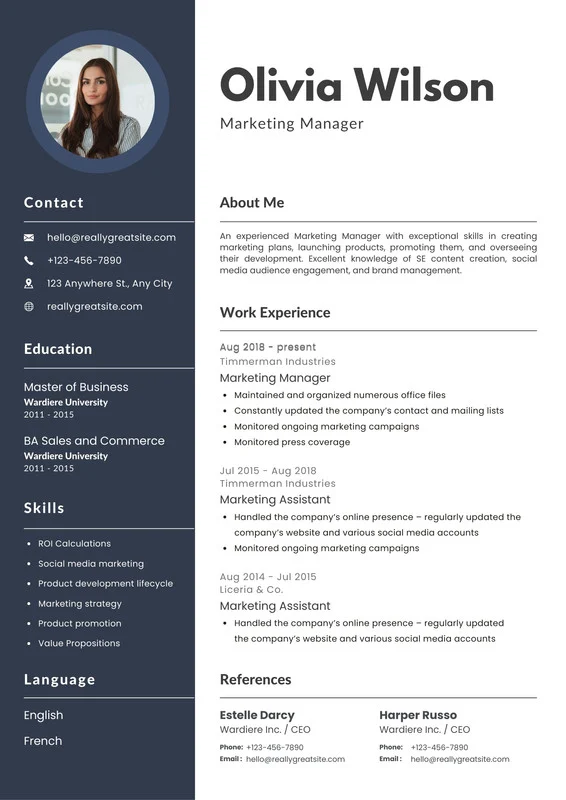 Olivia Wilson
Marketing Manager
Contact
hello@reallygreatsite.com
+123-456-7890
123 Anywhere St., Any City
reallygreatsite.com
Education
Master of Business
Wardiere University
2011 - 2015
BA Sales and Commerce
Wardiere University
2011 - 2015
Skills
ROI Calculations
Social media marketing
Product development lifecycle
Marketing strategy
Product promotion
Value Propositions
Language
English
French
About Me
An experienced Marketing Manager with exceptional skills in creating
marketing plans, launching products, promoting them, and overseeing
their development. Excellent knowledge of SE content creation, social
media audience engagement, and brand management.
Work Experience
Aug 2018 - present
Timmerman Industries
Marketing Manager
Maintained and organized numerous office files
Constantly updated the company's contact and mailing lists
Monitored ongoing marketing campaigns
Monitored press coverage
Jul 2015 - Aug 2018
Timmerman Industries
Marketing Assistant
Handled the company's online presence – regularly updated the
company's website and various social media accounts
Monitored ongoing marketing campaigns
Aug 2014 - Jul 2015
Liceria & Co.
Marketing Assistant
Handled the company's online presence – regularly updated
the company's website and various social media accounts
References
Estelle Darcy
Wardiere Inc. / CEO
Phone: +123-456-7890
Email : hello@reallygreatsite.com
Harper Russo
Wardiere Inc. / CEO
Phone: +123-456-7890
Email : hello@reallygreatsite.com